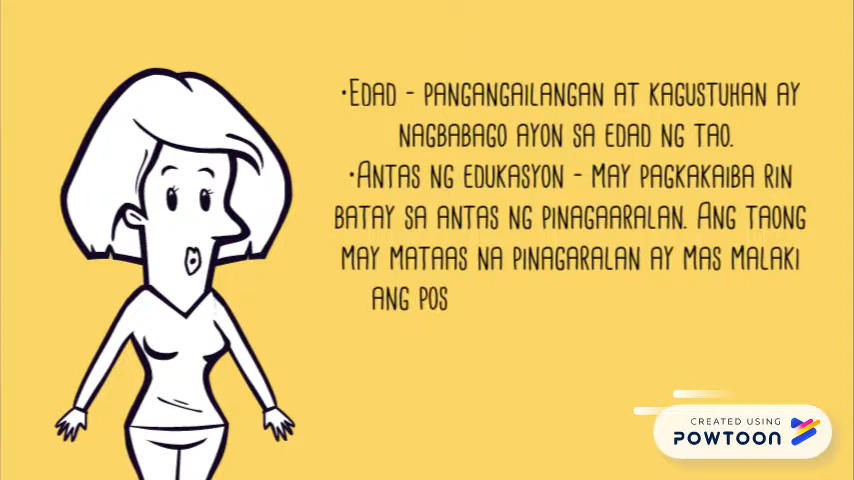 •Edad - pangangailangan at kagustuhan ay
nagbabago ayon sa edad ng tao.
•Antas ng edukasyon - may pagkakaiba rin
batay sa antas ng pinagaaralan. Ang taong
may mataas na pinagaralan ay mas malaki
ang pos
CREATED USING
POWTOON